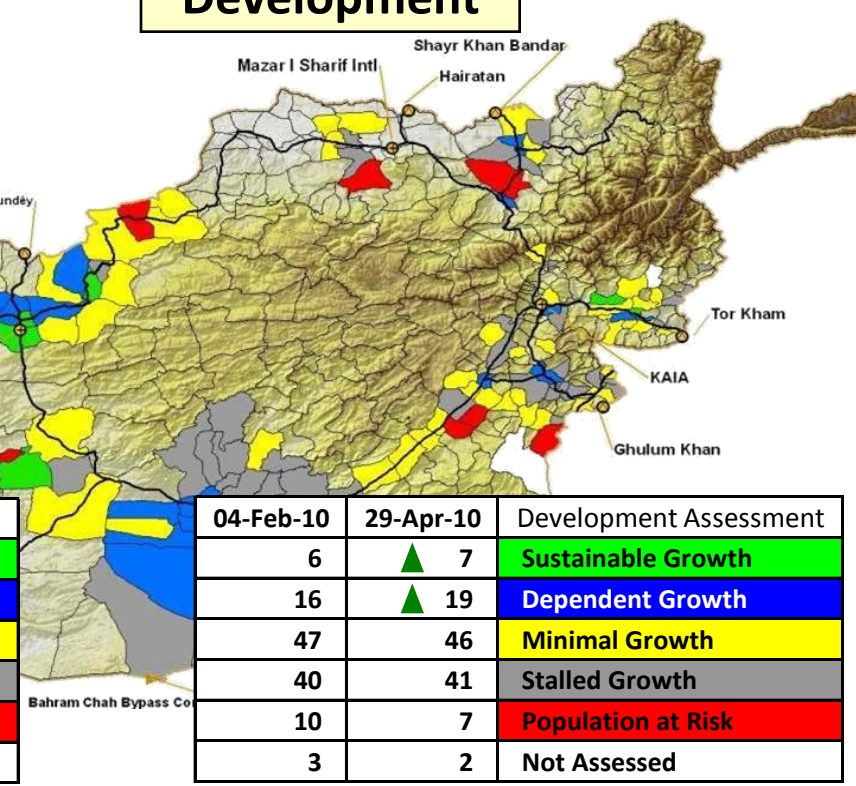 Development
Shayr Khan Bandar
Mazar I Sharif Intl
Hairatan
Tor Kham
KAIA
Ghulum Khan
Bahram Chah Bypass
04-Feb-10 29-Apr-10 Development Assessment
6 7 Sustainable Growth
16 19 Dependent Growth
47 46 Minimal Growth
40 41 Stalled Growth
10 7 Population at Risk
3 2 Not Assessed